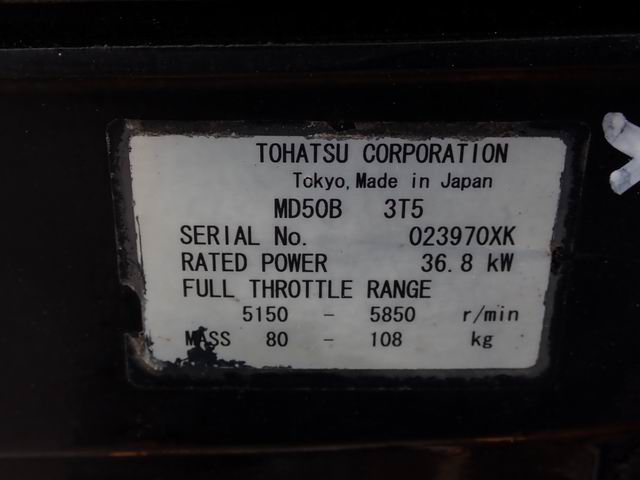 TOHATSU CORPORATION
Tokyo, Made in Japan
MD50B 3T5
SERIAL No. 023970XK
RATED POWER 36.8 kW
FULL THROTTLE RANGE
5150 - 5850 r/min
MASS 80 - 108 kg